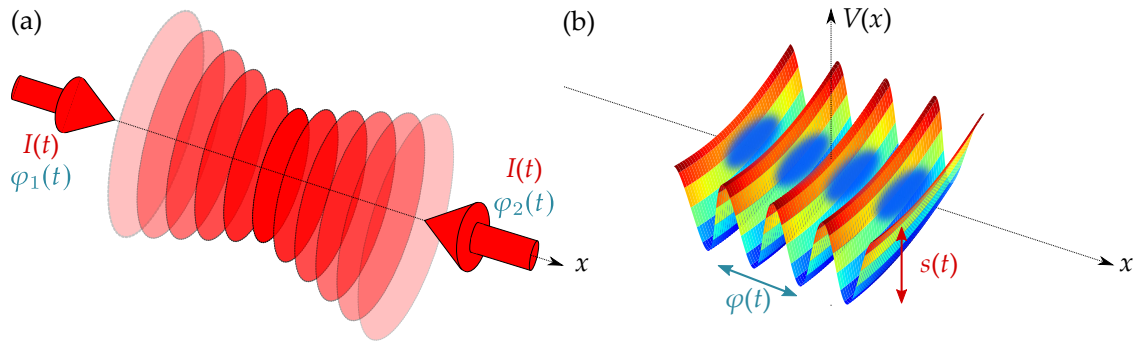 (a)
I(t)
φ₁(t)
I(t)
φ₂(t)
x
(b)
V(x)
φ(t)
s(t)
x